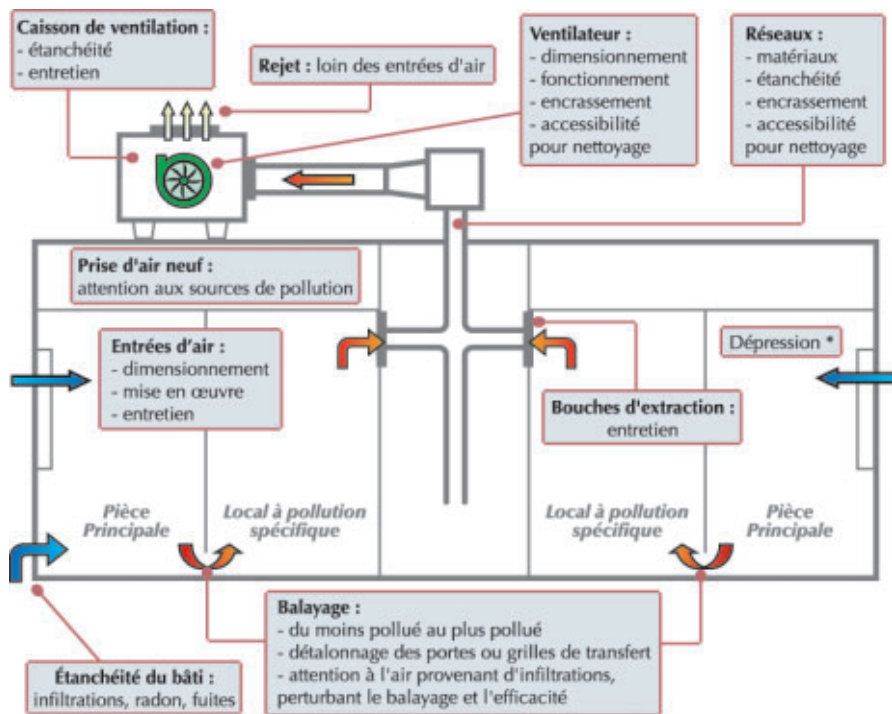 Caisson de ventilation :
- étanchéité
- entretien
Rejet : loin des entrées d'air
Ventilateur :
- dimensionnement
- fonctionnement
- encrassement
- accessibilité
pour nettoyage
Réseaux :
- matériaux
- étanchéité
- encrassement
- accessibilité
pour nettoyage
Prise d'air neuf :
attention aux sources de pollution
Entrées d'air :
- dimensionnement
- mise en œuvre
- entretien
Dépression *
Bouches d'extraction :
entretien
Pièce
Principale
Local à pollution
spécifique
Local à pollution
spécifique
Pièce
Principale
Balayage :
- du moins pollué au plus pollué
- détalonnage des portes ou grilles de transfert
- attention à l'air provenant d'infiltrations,
perturbant le balayage et l'efficacité
Étanchéité du bâti :
infiltrations, radon, fuites